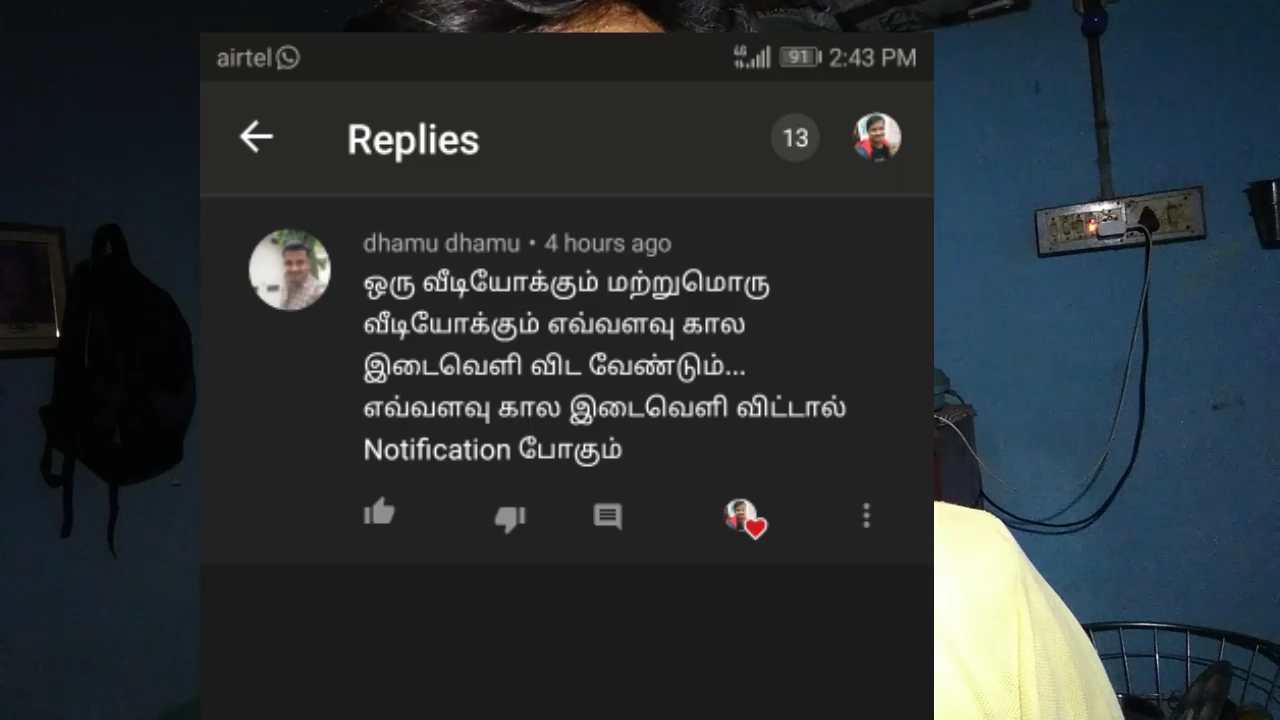 airtel 4G 91 2:43 PM
Replies 13
dhamu dhamu • 4 hours ago
ஒரு வீடியோக்கும் மற்றுமொரு
வீடியோக்கும் எவ்வளவு கால
இடைவெளி விட வேண்டும்...
எவ்வளவு கால இடைவெளி விட்டால்
Notification போகும்